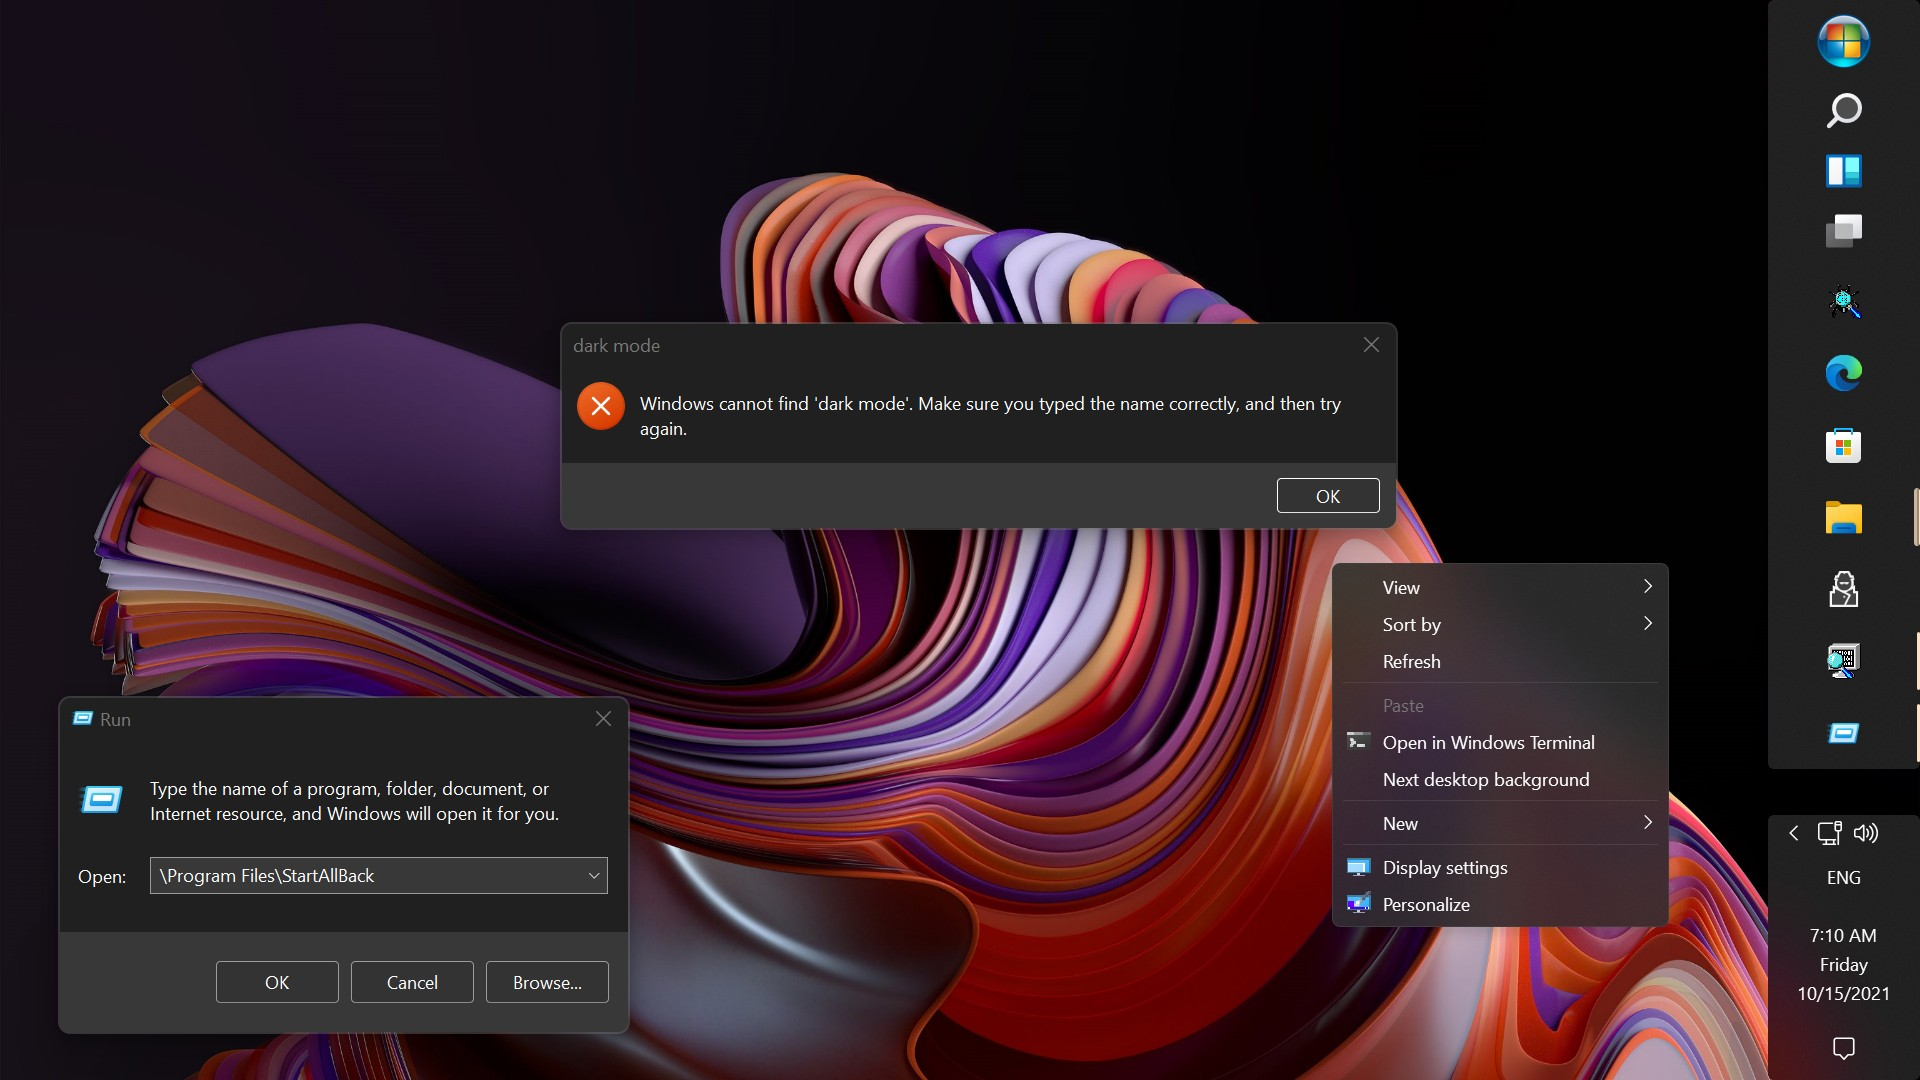 dark mode
Windows cannot find 'dark mode'. Make sure you typed the name correctly, and then try
again.
OK
View
Sort by
Refresh
Paste
Open in Windows Terminal
Next desktop background
New
Display settings
Personalize
Run
Type the name of a program, folder, document, or
Internet resource, and Windows will open it for you.
Open: \Program Files\StartAllBack
OK Cancel Browse...
ENG
7:10 AM
Friday
10/15/2021